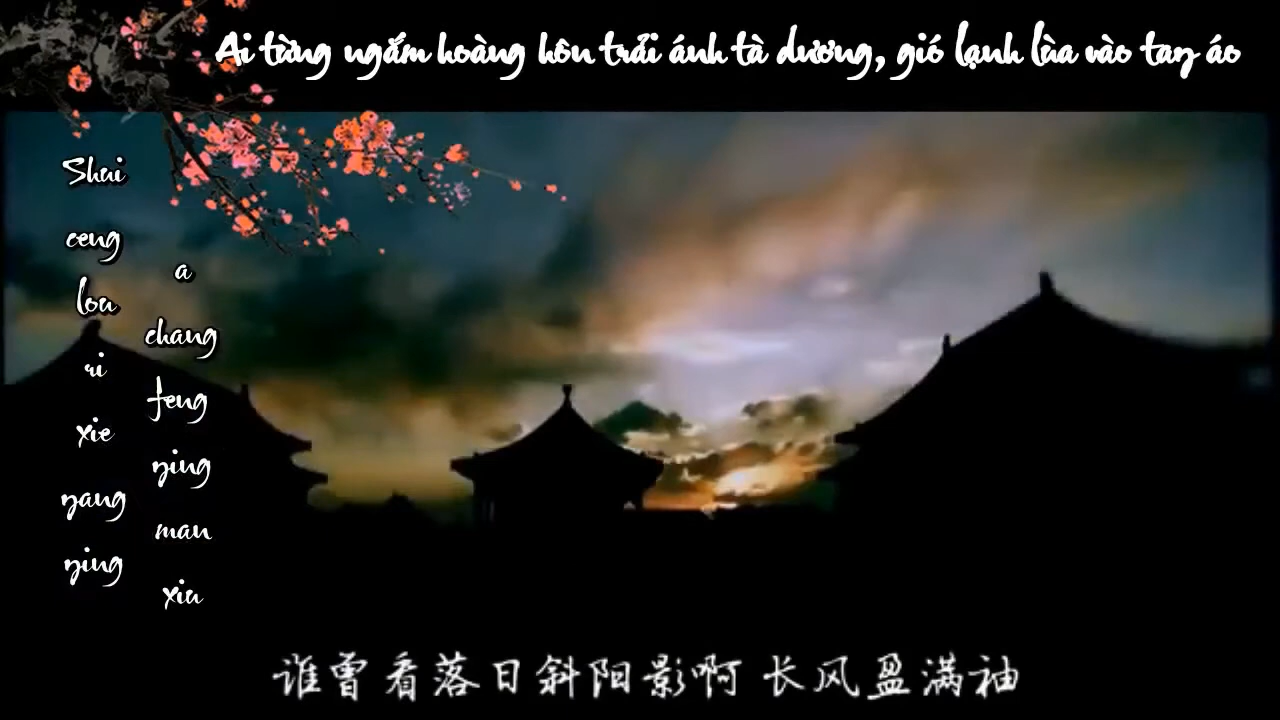 Ai từng ngắm hoàng hôn trải ánh tà dương, gió lạnh lùa vào tay áo
Shui ceng lou ri xie yang ying
a chang feng ying man xiu
谁曾看落日斜阳影啊 长风盈满袖